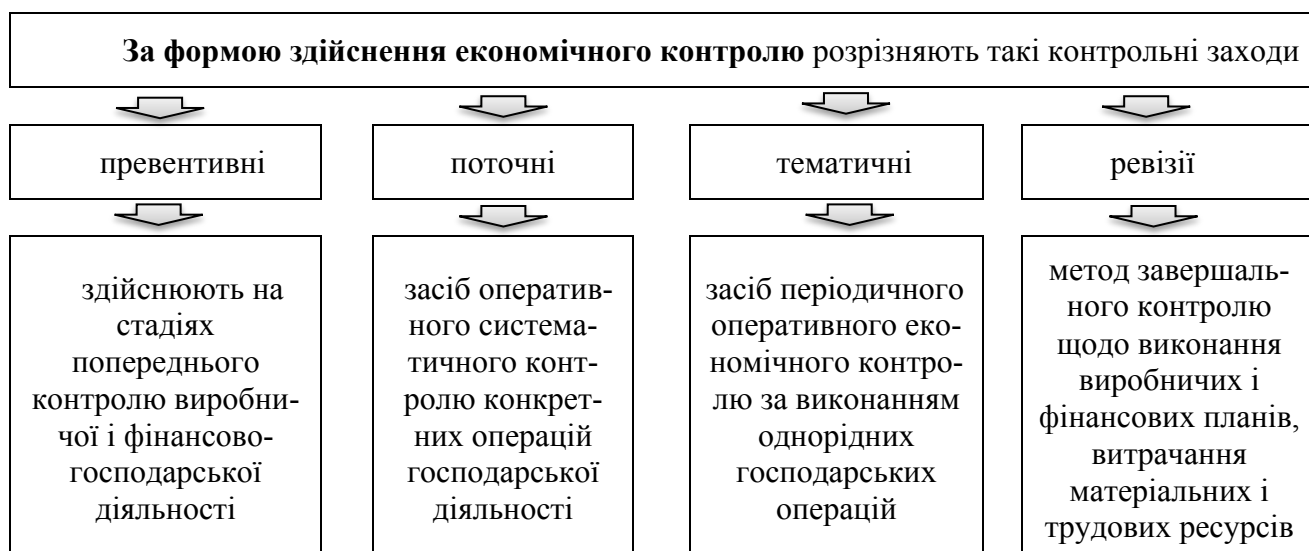 За формою здійснення економічного контролю розрізняють такі контрольні заходи
превентивні
поточні
тематичні
ревізії
здійснюють на
стадіях
попереднього
контролю виробни-
чої і фінансово-
господарської
діяльності
засіб оператив-
ного система-
тичного конт-
ролю конкрет-
них операцій
господарської
діяльності
засіб періодичного
оперативного еко-
номічного контро-
лю за виконанням
однорідних
господарських
операцій
метод завершаль-
ного контролю
щодо виконання
виробничих і
фінансових планів,
витрачання
матеріальних і
трудових ресурсів